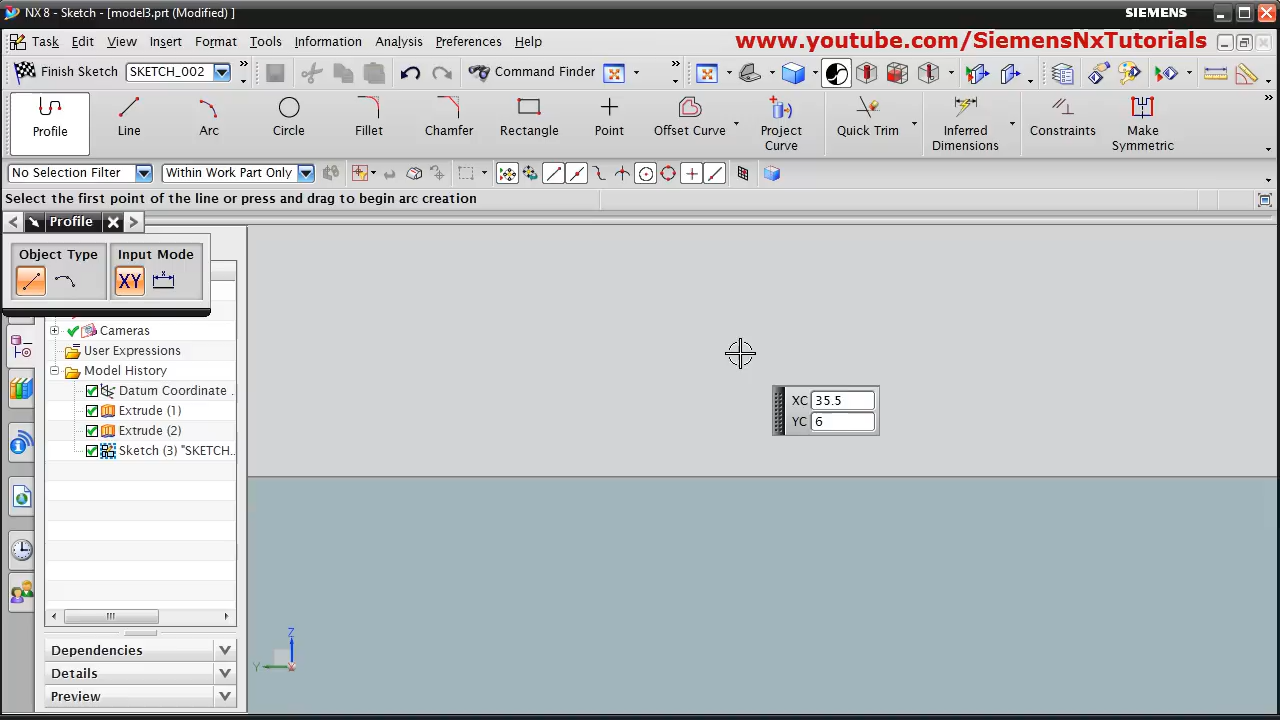 NX 8 - Sketch - [model3.prt (Modified) ]
SIEMENS
Task Edit View Insert Format Tools Information Analysis Preferences Help
www.youtube.com/SiemensNxTutorials
Finish Sketch SKETCH_002 Command Finder
Profile Line Arc Circle Fillet Chamfer Rectangle Point Offset Curve Project Curve Quick Trim Inferred Dimensions Constraints Make Symmetric
No Selection Filter Within Work Part Only
Select the first point of the line or press and drag to begin arc creation
Profile
Object Type Input Mode
XY
Cameras
User Expressions
Model History
Datum Coordinate .
Extrude (1)
Extrude (2)
Sketch (3) "SKETCH...
XC 35.5
YC 6
Z
Y X
Dependencies
Details
Preview